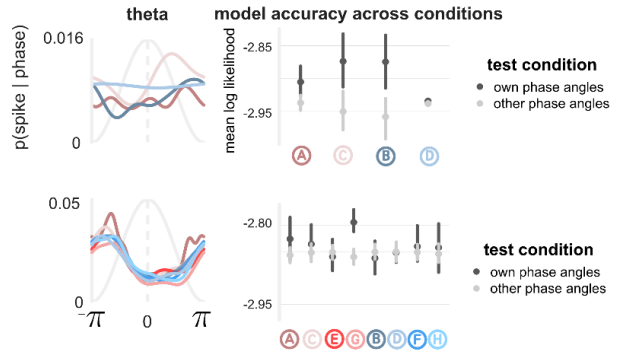 theta
model accuracy across conditions
p(spike | phase)
0.016
0
mean log likelihood
-2.85
-2.95
A C B D
test condition
own phase angles
other phase angles
0.05
0
-π 0 π
-2.80
-2.95
A C E G B D F H
test condition
own phase angles
other phase angles